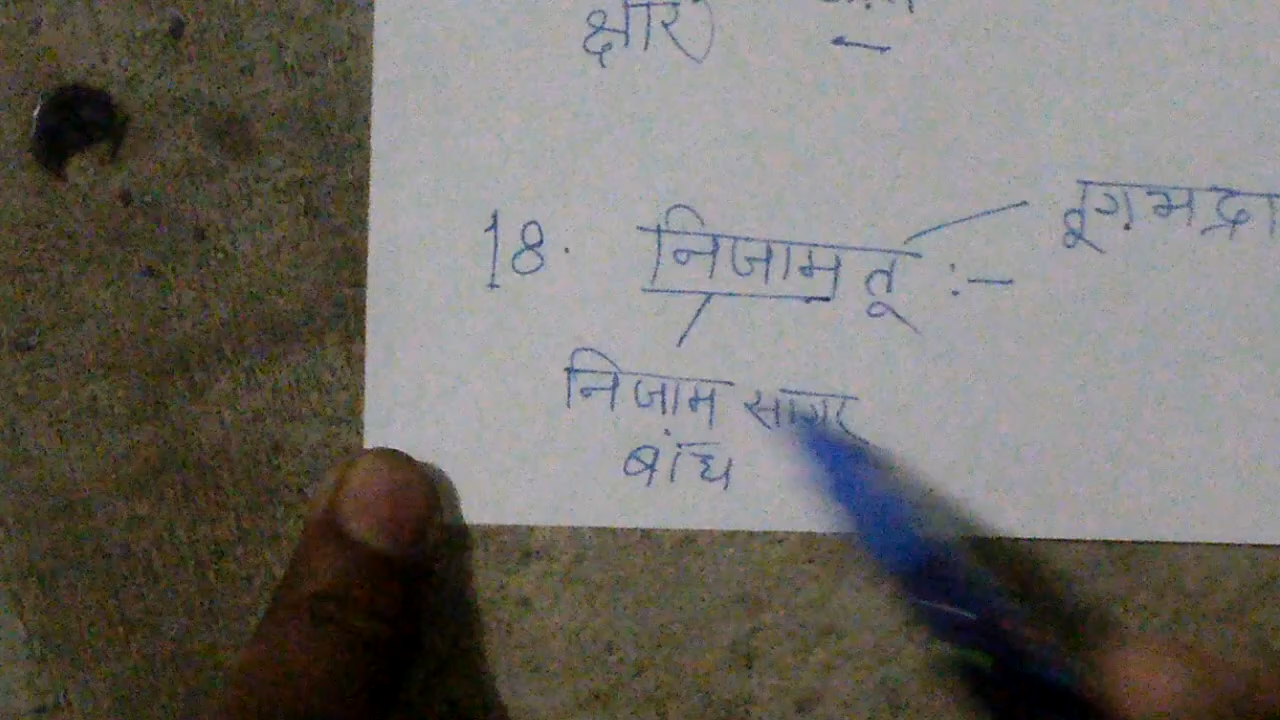 क्षार
18. निजाम तू :- तूगभद्रा
निजाम सागर
बांध